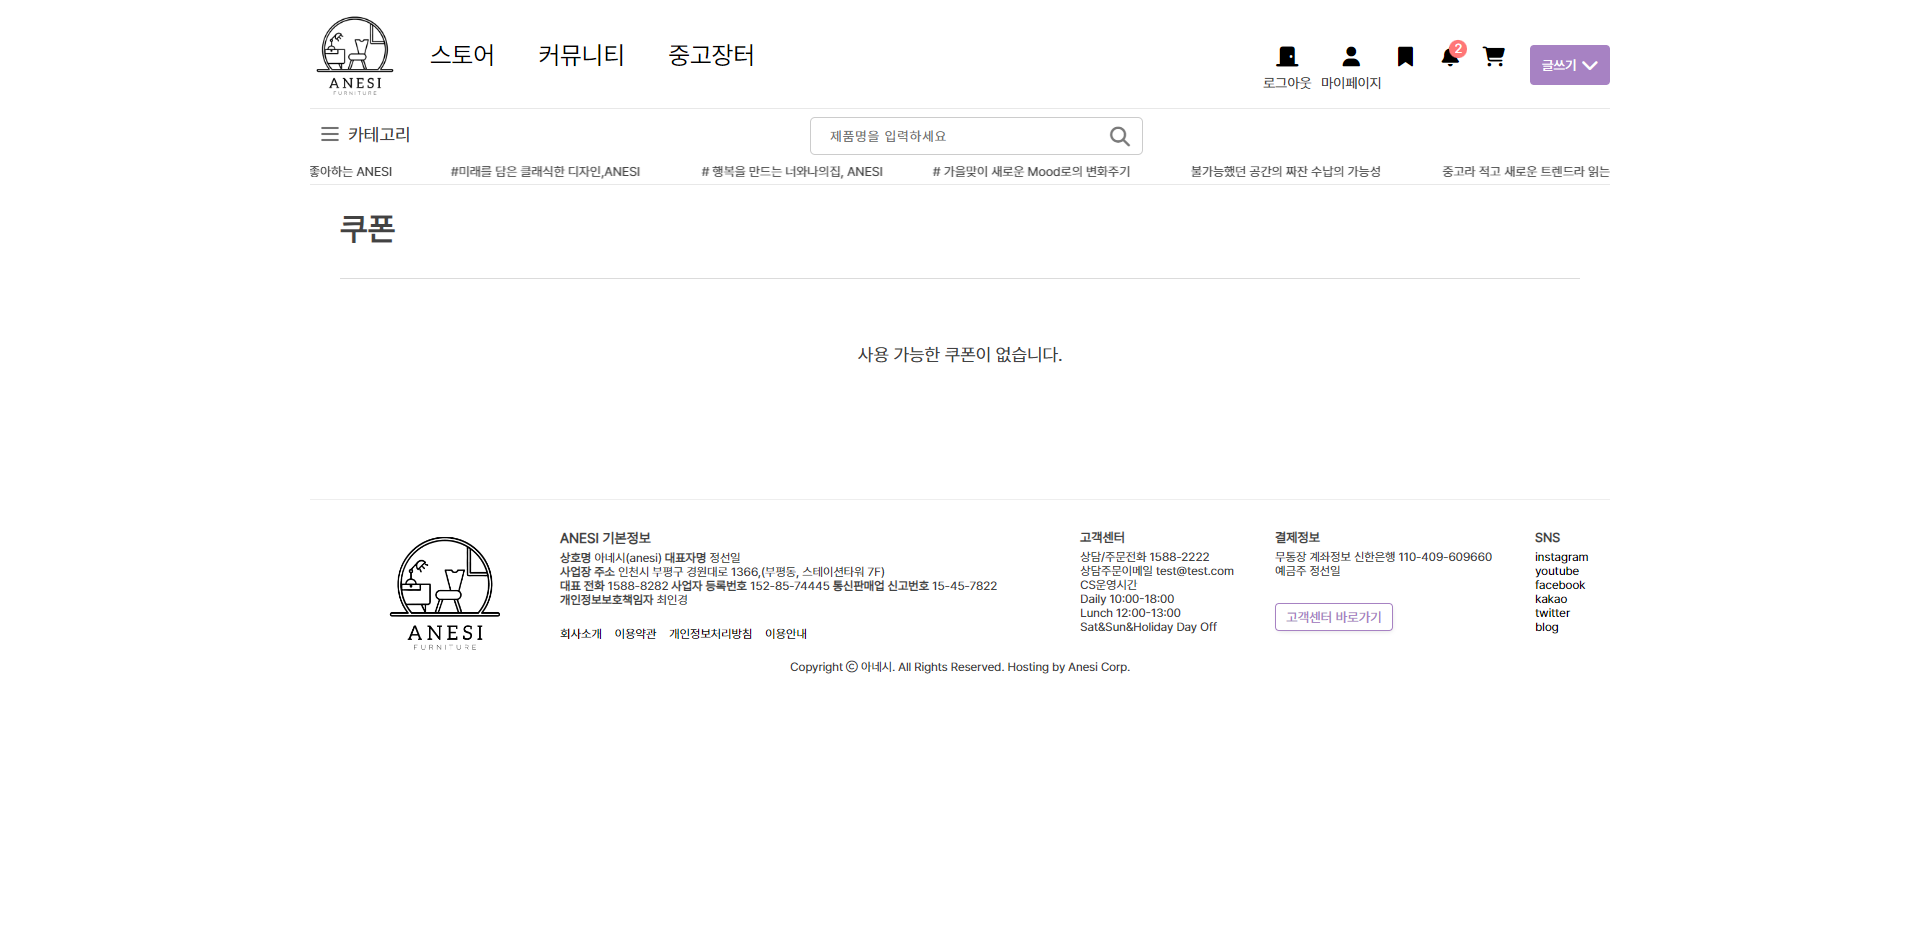 ANESI
FURNITURE
스토어 커뮤니티 중고장터
2
로그아웃 마이페이지
글쓰기
카테고리
제품명을 입력하세요
좋아하는 ANESI #미래를 담은 클래식한 디자인,ANESI # 행복을 만드는 너와나의집, ANESI # 가을맞이 새로운 Mood로의 변화주기 불가능했던 공간의 짜잔 수납의 가능성 중고라 적고 새로운 트렌드라 읽는
쿠폰
사용 가능한 쿠폰이 없습니다.
ANESI
FURNITURE
ANESI 기본정보
상호명 아네시(anesi) 대표자명 정선일
사업장 주소 인천시 부평구 경원대로 1366,(부평동, 스테이션타워 7F)
대표 전화 1588-8282 사업자 등록번호 152-85-74445 통신판매업 신고번호 15-45-7822
개인정보보호책임자 최인경
회사소개 이용약관 개인정보처리방침 이용안내
고객센터
상담/주문전화 1588-2222
상담주문이메일 test@test.com
CS운영시간
Daily 10:00-18:00
Lunch 12:00-13:00
Sat&Sun&Holiday Day Off
결제정보
무통장 계좌정보 신한은행 110-409-609660
예금주 정선일
고객센터 바로가기
SNS
instagram
youtube
facebook
kakao
twitter
blog
Copyright ⓒ 아네시. All Rights Reserved. Hosting by Anesi Corp.